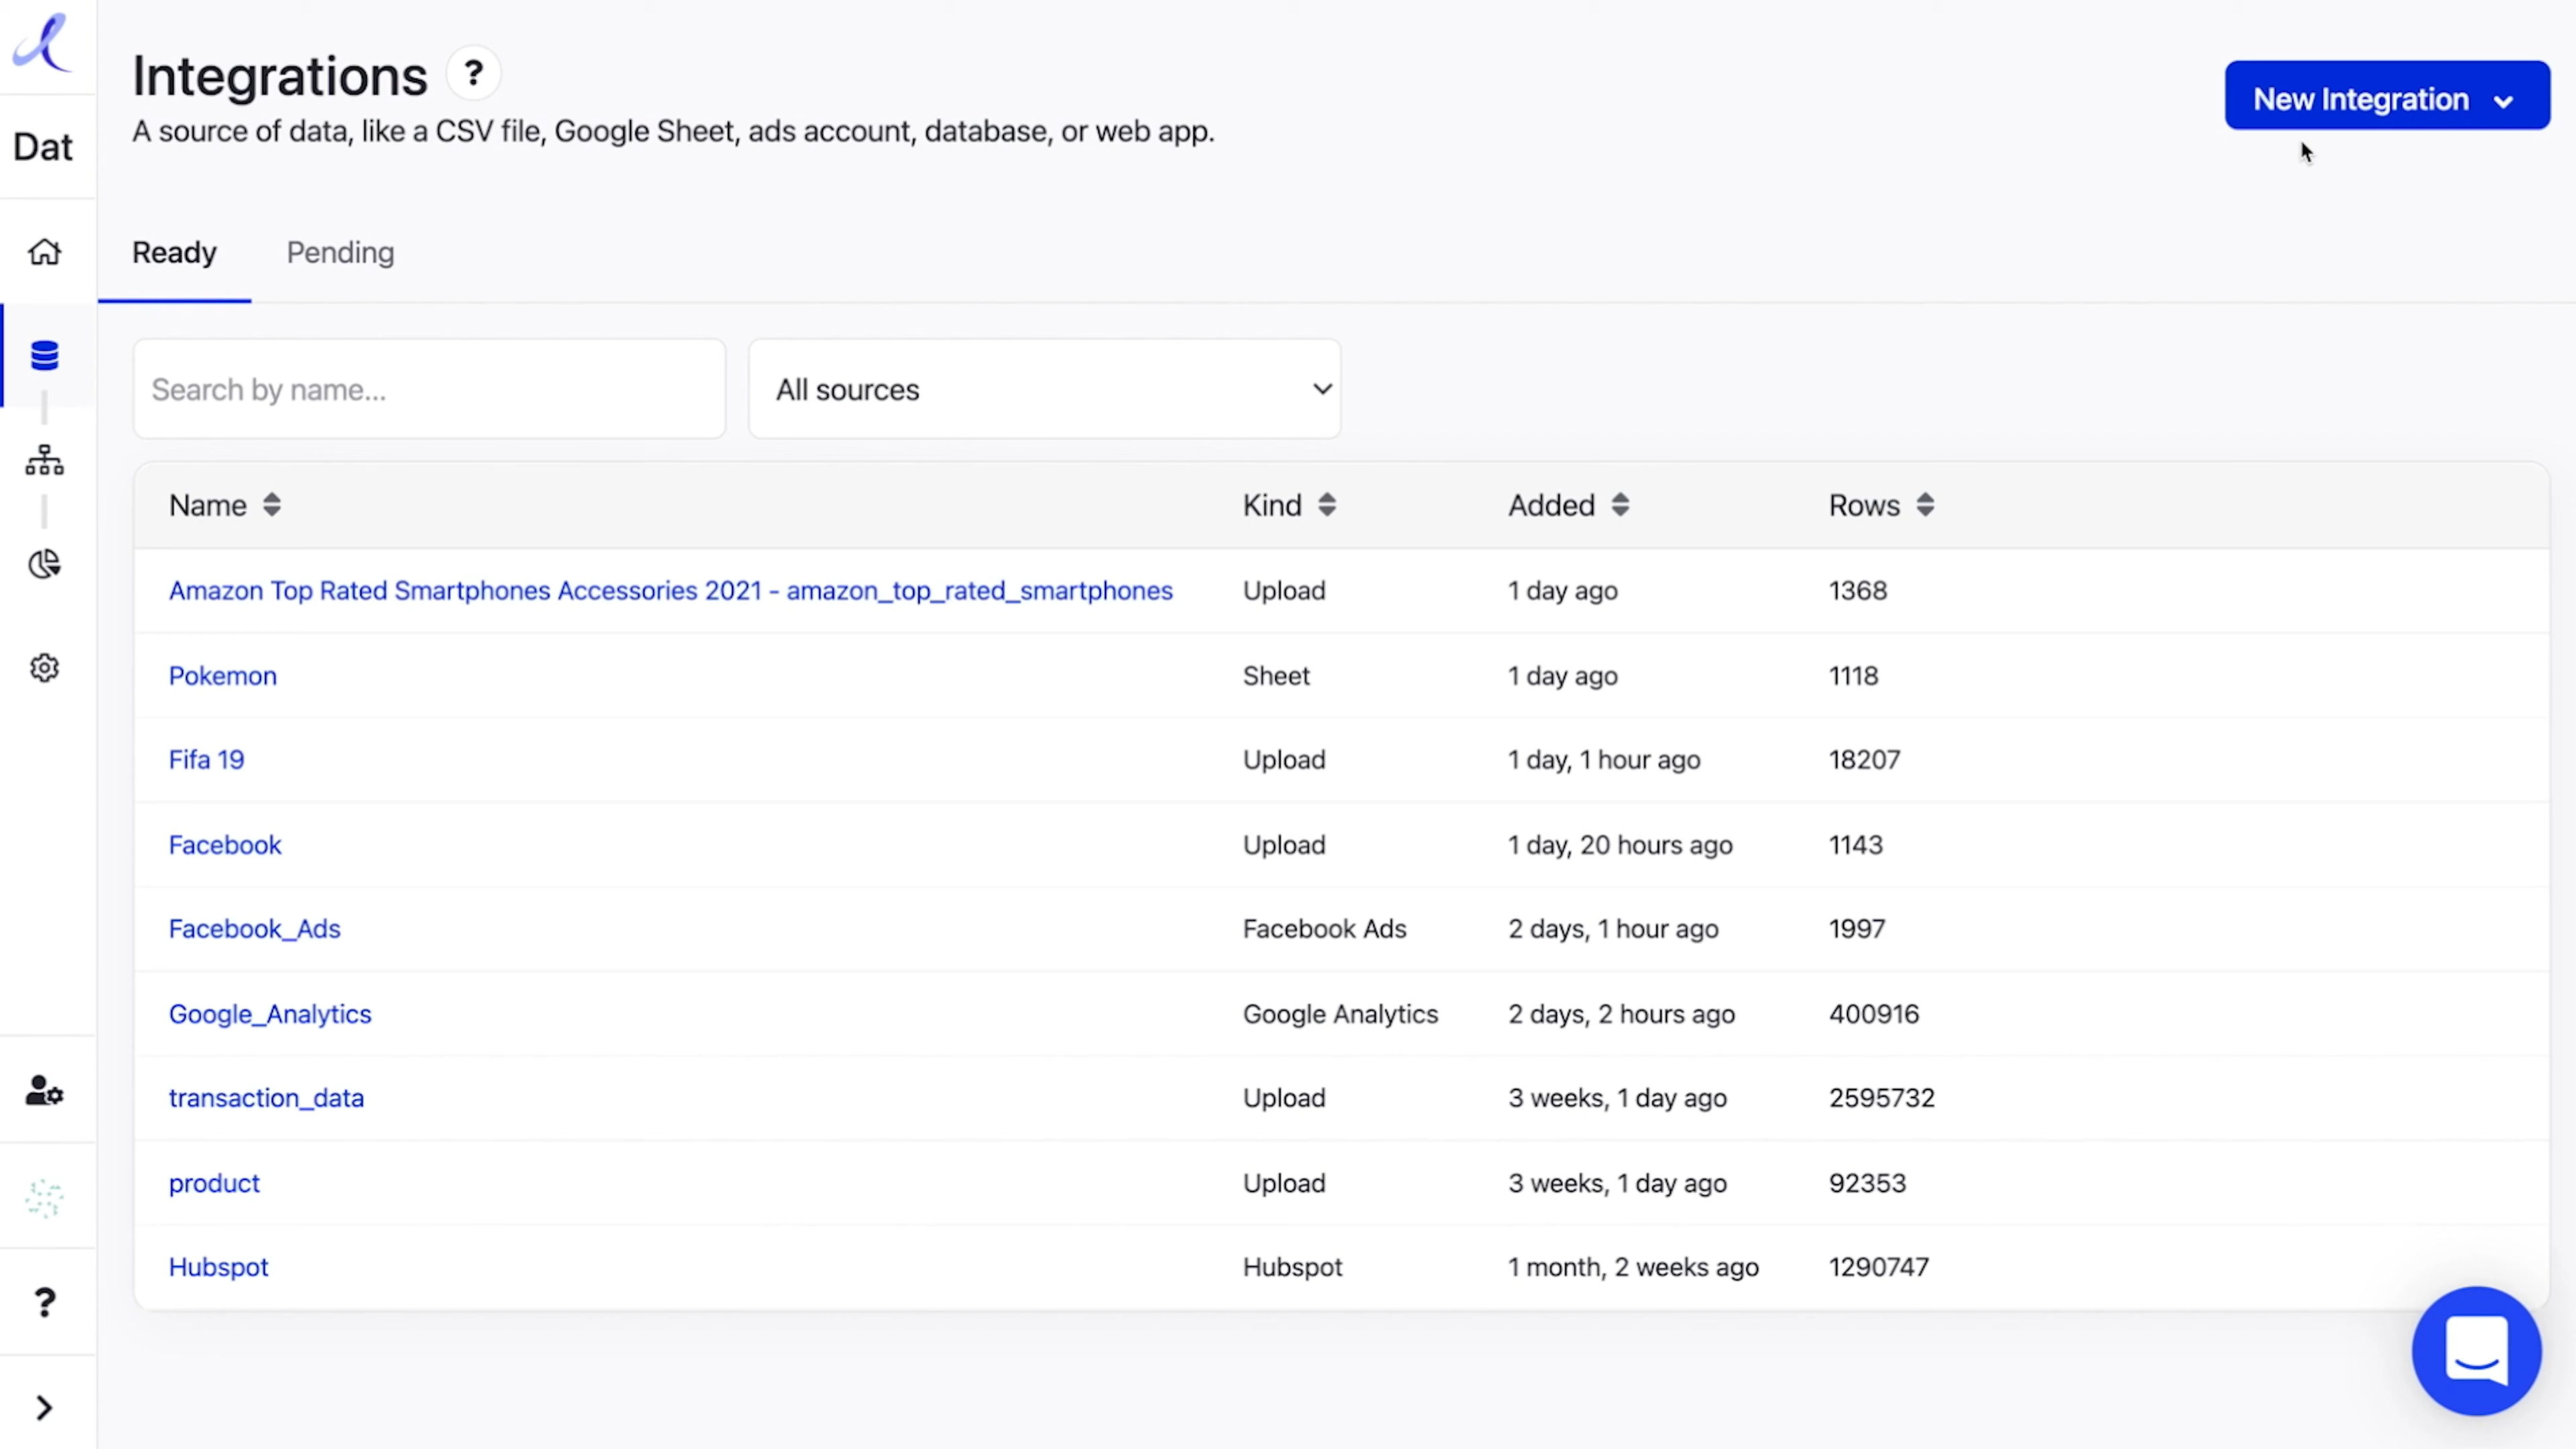 Integrations ?
A source of data, like a CSV file, Google Sheet, ads account, database, or web app.
New Integration
Dat
Ready Pending
Search by name... All sources
Name Kind Added Rows
Amazon Top Rated Smartphones Accessories 2021 - amazon_top_rated_smartphones Upload 1 day ago 1368
Pokemon Sheet 1 day ago 1118
Fifa 19 Upload 1 day, 1 hour ago 18207
Facebook Upload 1 day, 20 hours ago 1143
Facebook_Ads Facebook Ads 2 days, 1 hour ago 1997
Google_Analytics Google Analytics 2 days, 2 hours ago 400916
transaction_data Upload 3 weeks, 1 day ago 2595732
product Upload 3 weeks, 1 day ago 92353
Hubspot Hubspot 1 month, 2 weeks ago 1290747
?